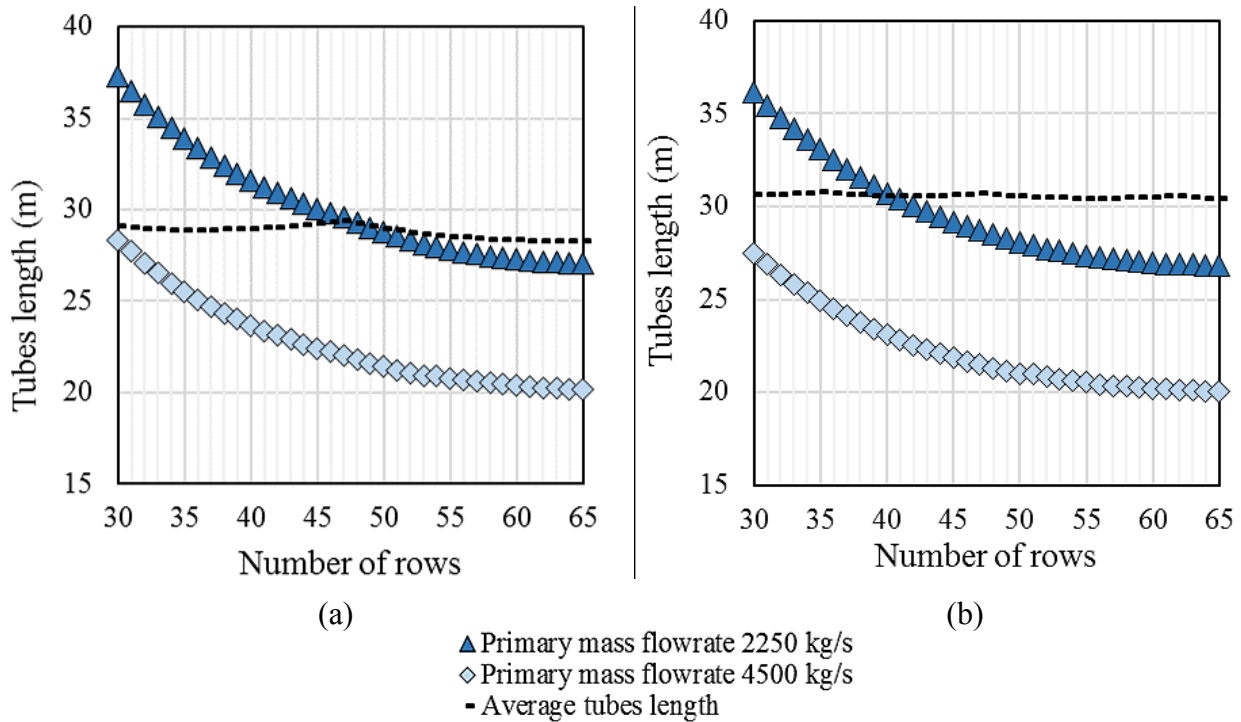 40
35
30
25
20
15
Tubes length (m)
30 35 40 45 50 55 60 65
Number of rows
(a)
40
35
30
25
20
15
Tubes length (m)
30 35 40 45 50 55 60 65
Number of rows
(b)
Primary mass flowrate 2250 kg/s
Primary mass flowrate 4500 kg/s
Average tubes length